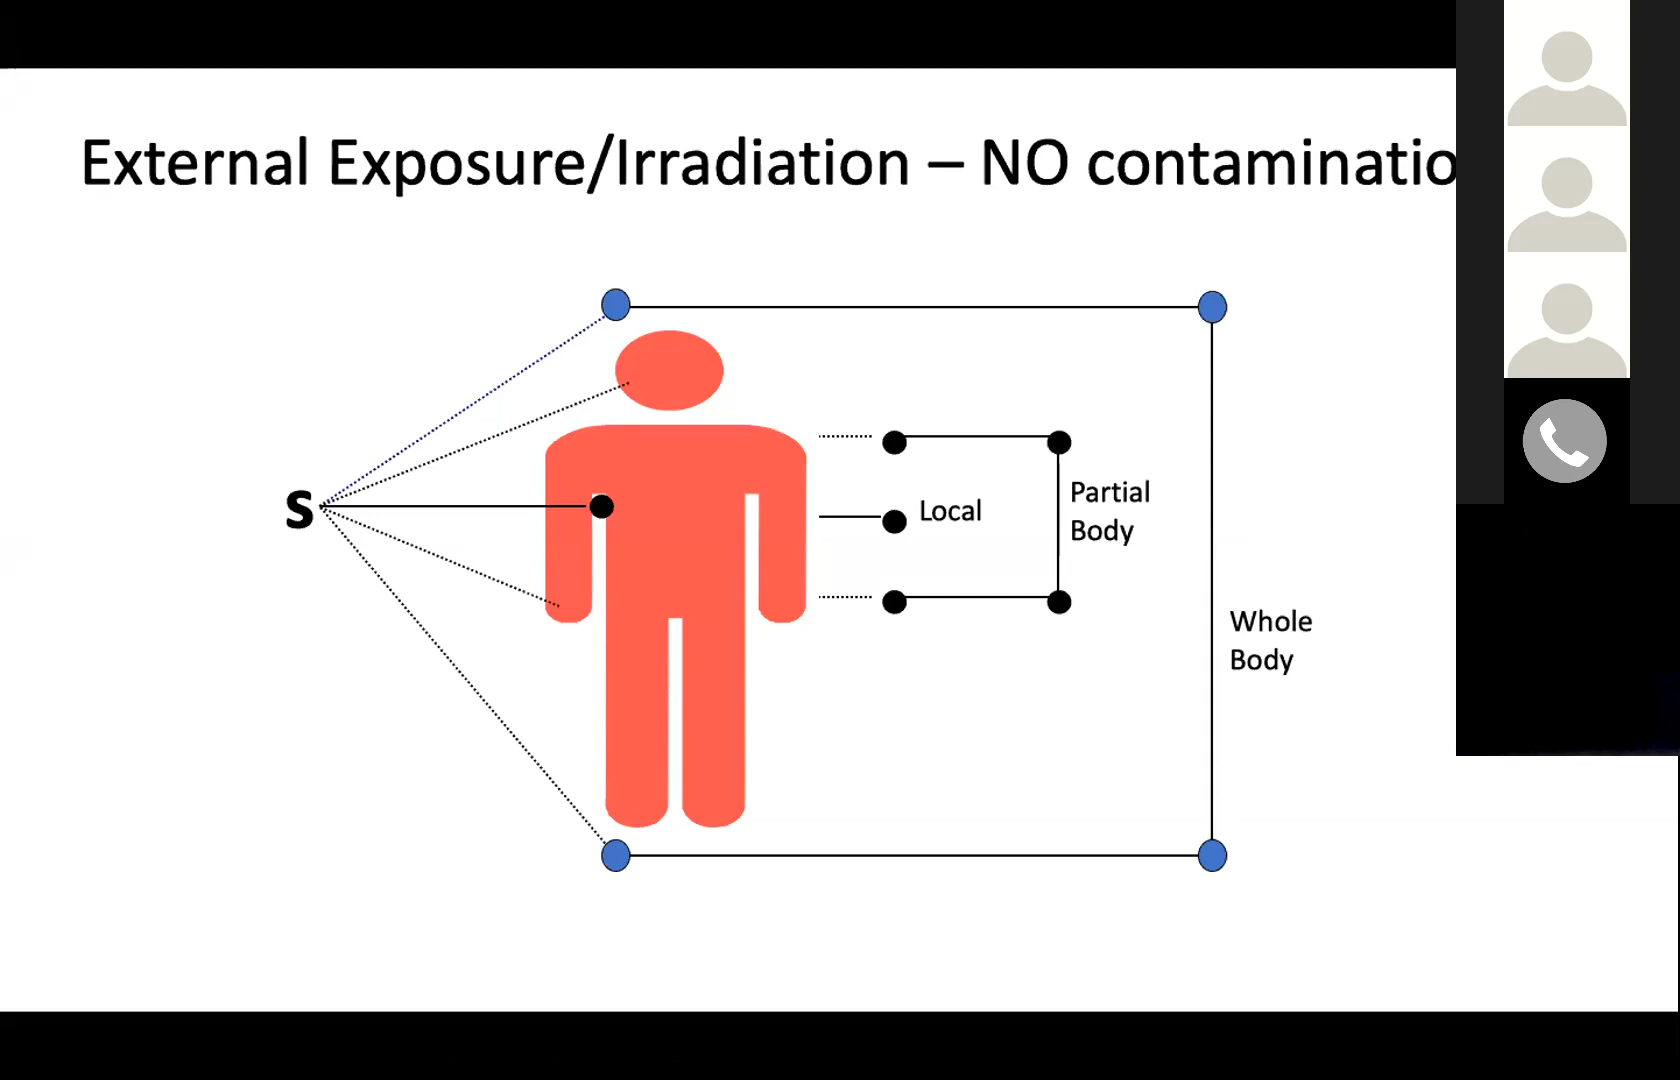 External Exposure/Irradiation – NO contaminatio
S
Local
Partial
Body
Whole
Body